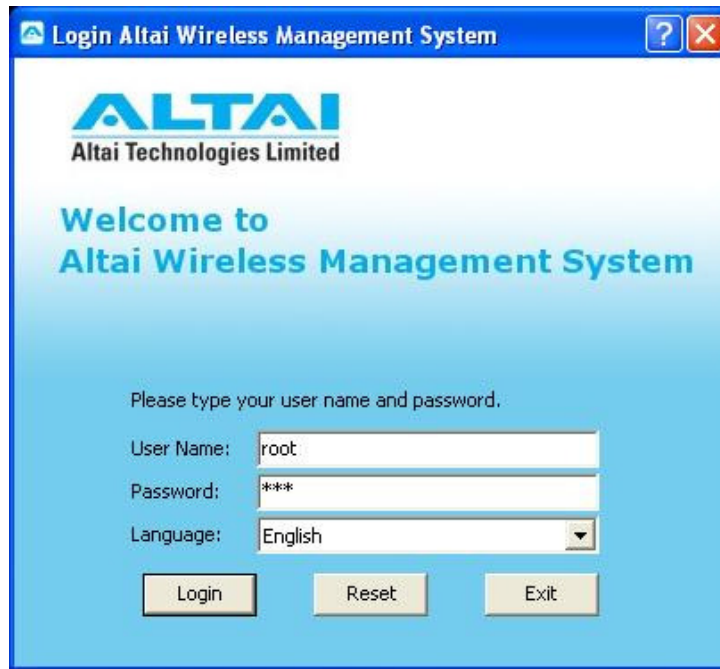 Login Altai Wireless Management System
ALTAI
Altai Technologies Limited
Welcome to
Altai Wireless Management System
Please type your user name and password.
User Name: root
Password: ***
Language: English
Login Reset Exit